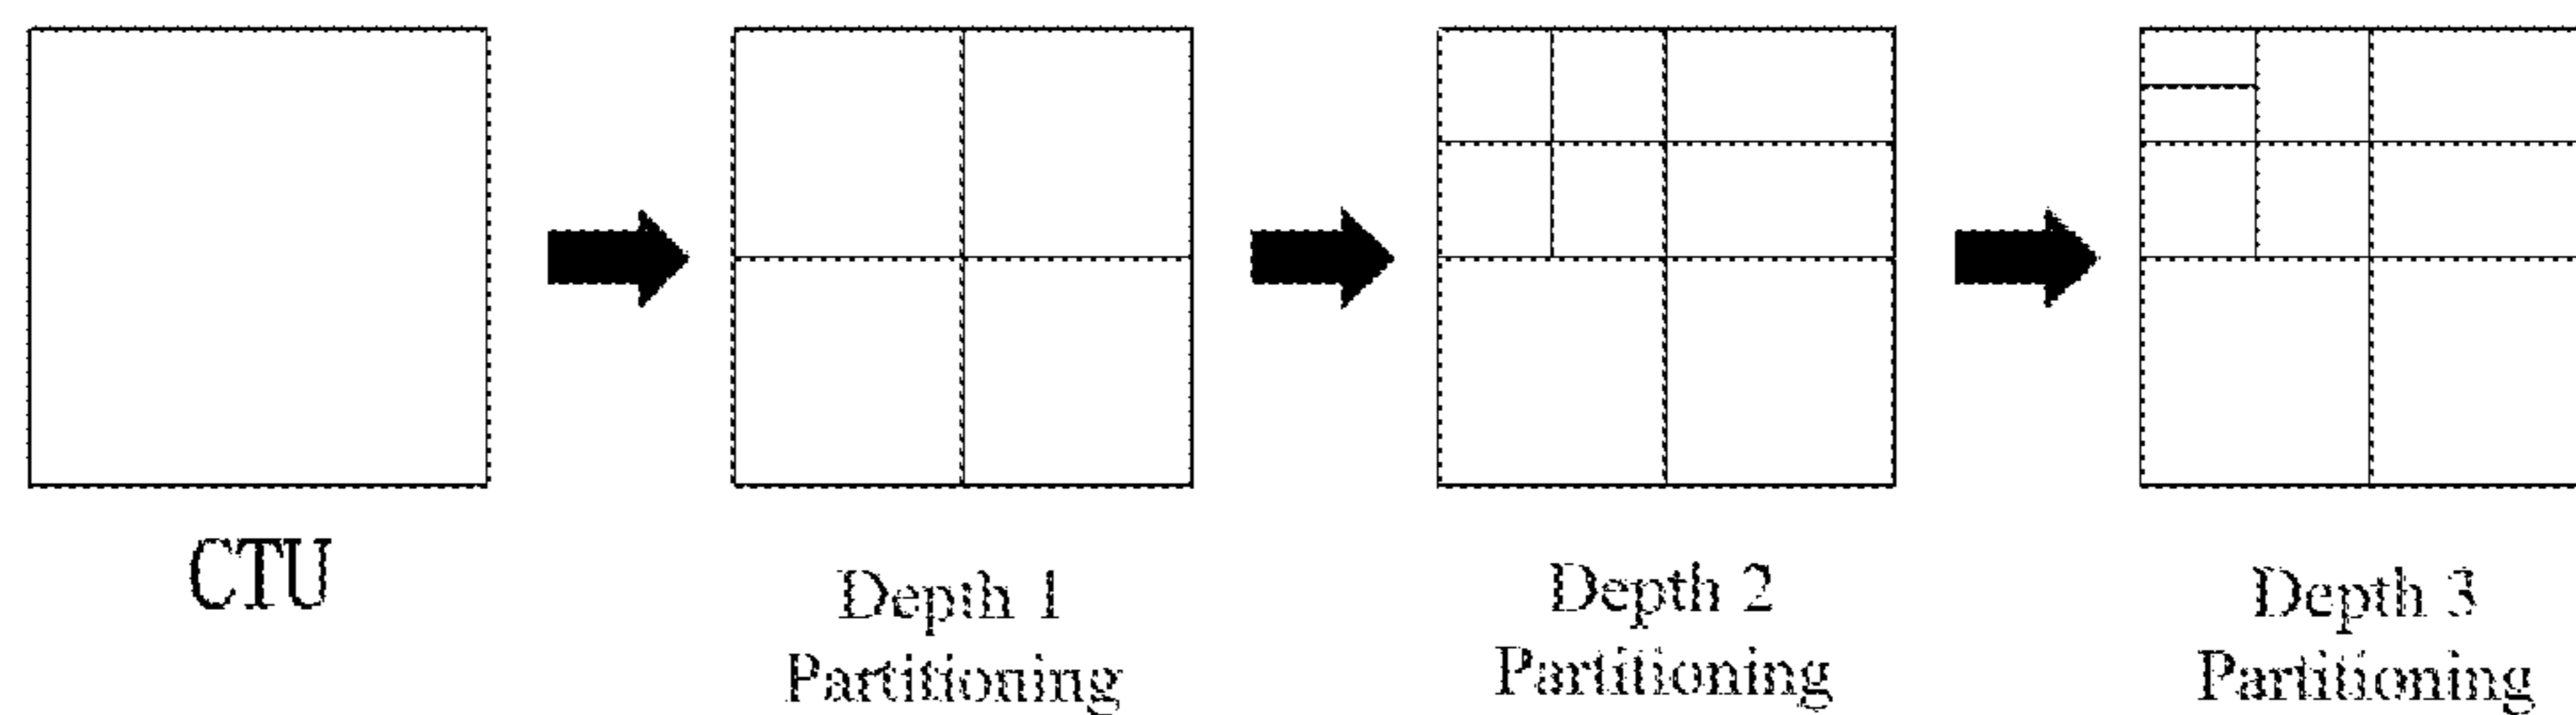 CTU
Depth 1
Partitioning
Depth 2
Partitioning
Depth 3
Partitioning